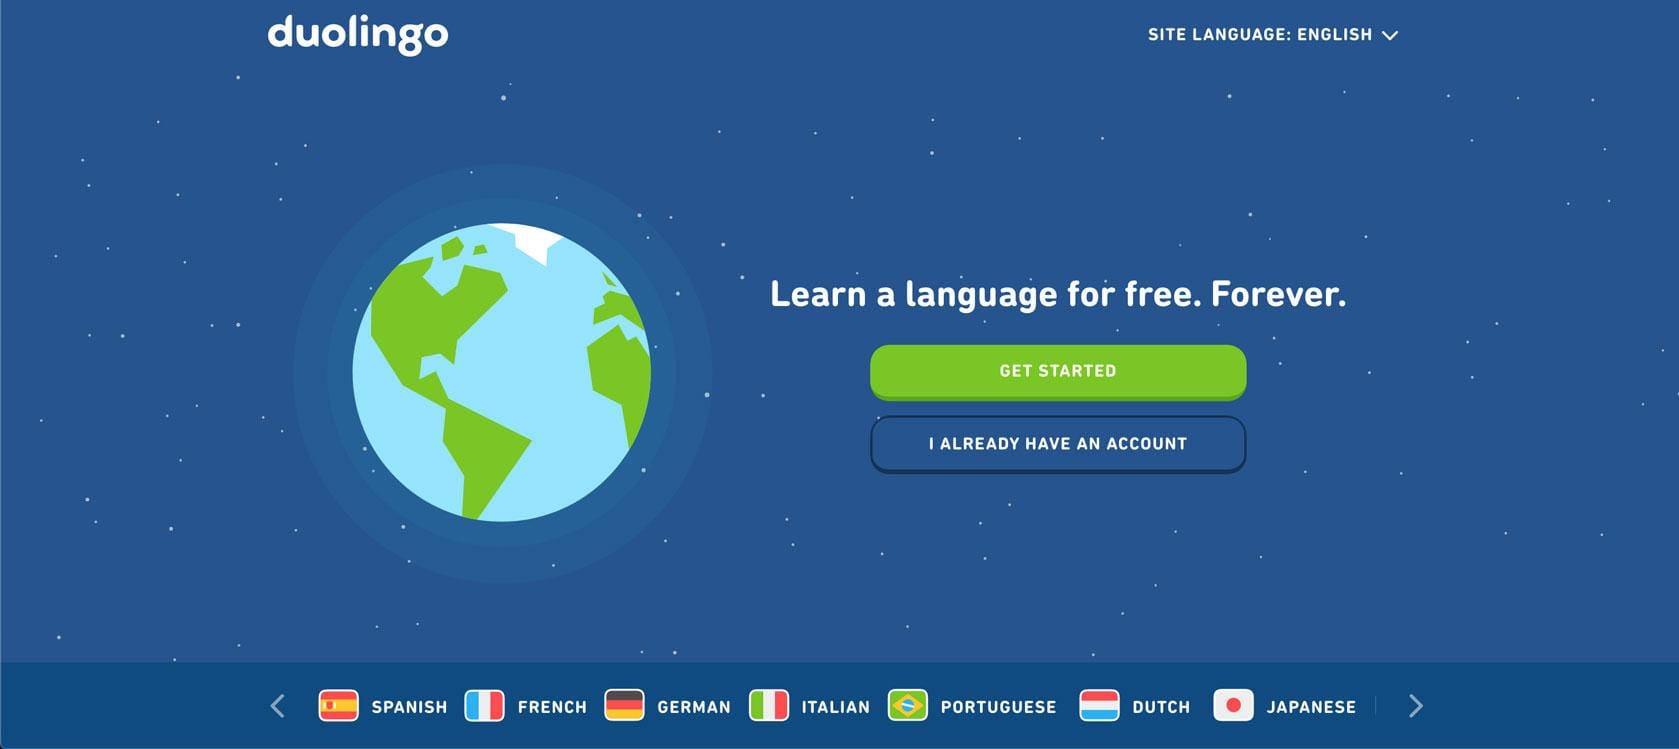 duolingo
SITE LANGUAGE: ENGLISH
Learn a language for free. Forever.
GET STARTED
I ALREADY HAVE AN ACCOUNT
SPANISH FRENCH GERMAN ITALIAN PORTUGUESE DUTCH JAPANESE